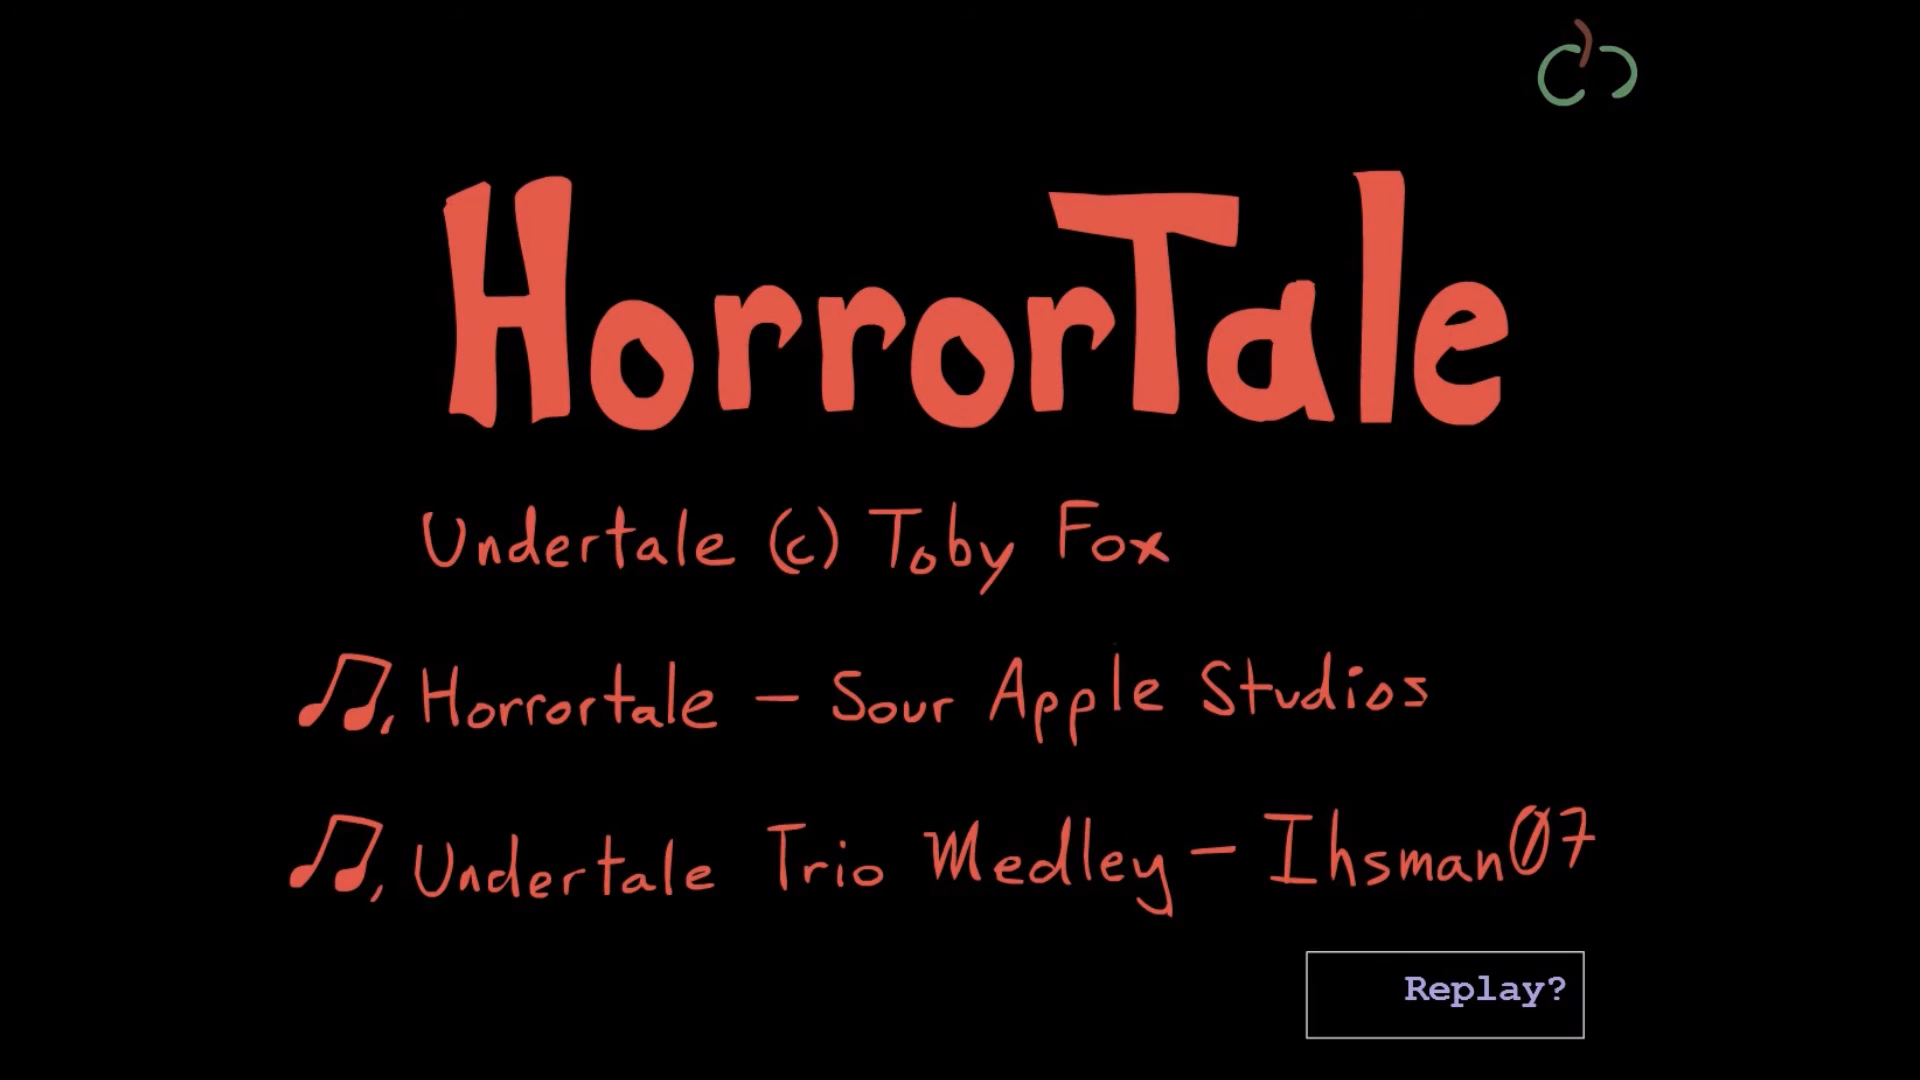 HorrorTale
Undertale (c) Toby Fox
Horrortale - Sour Apple Studios
Undertale Trio Medley - Ihsman07
Replay?